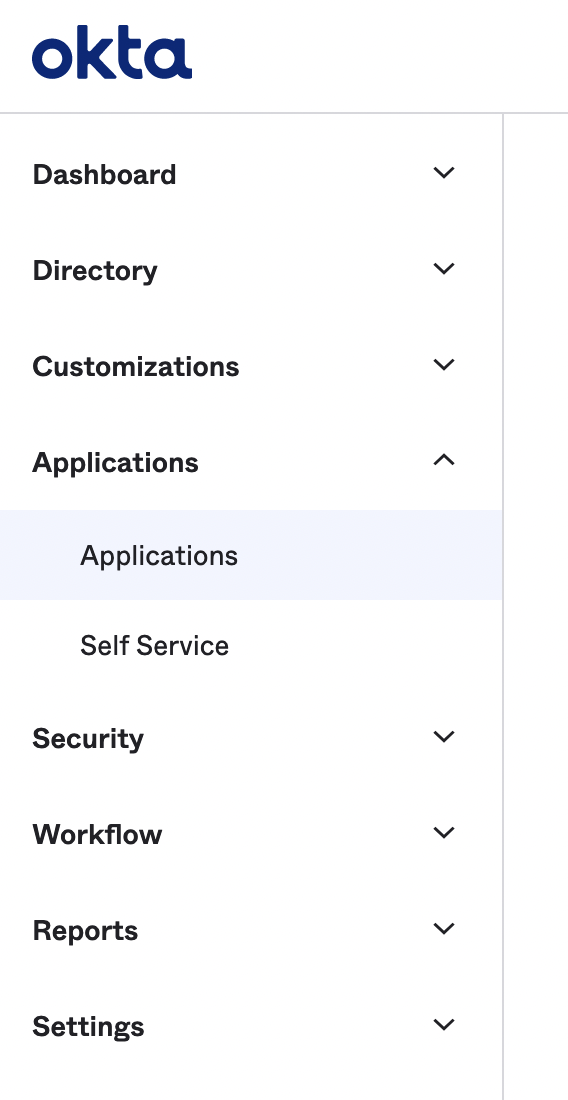 okta
Dashboard
Directory
Customizations
Applications
Applications
Self Service
Security
Workflow
Reports
Settings